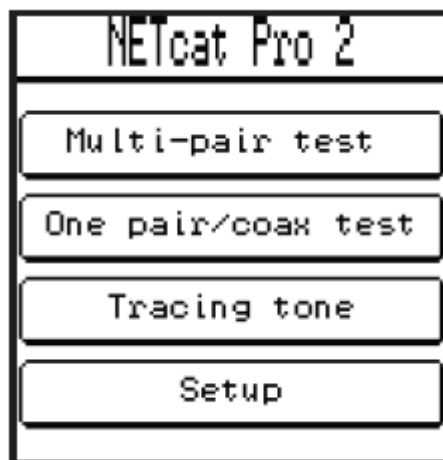 NETcat Pro 2
Multi-pair test
One pair/coax test
Tracing tone
Setup